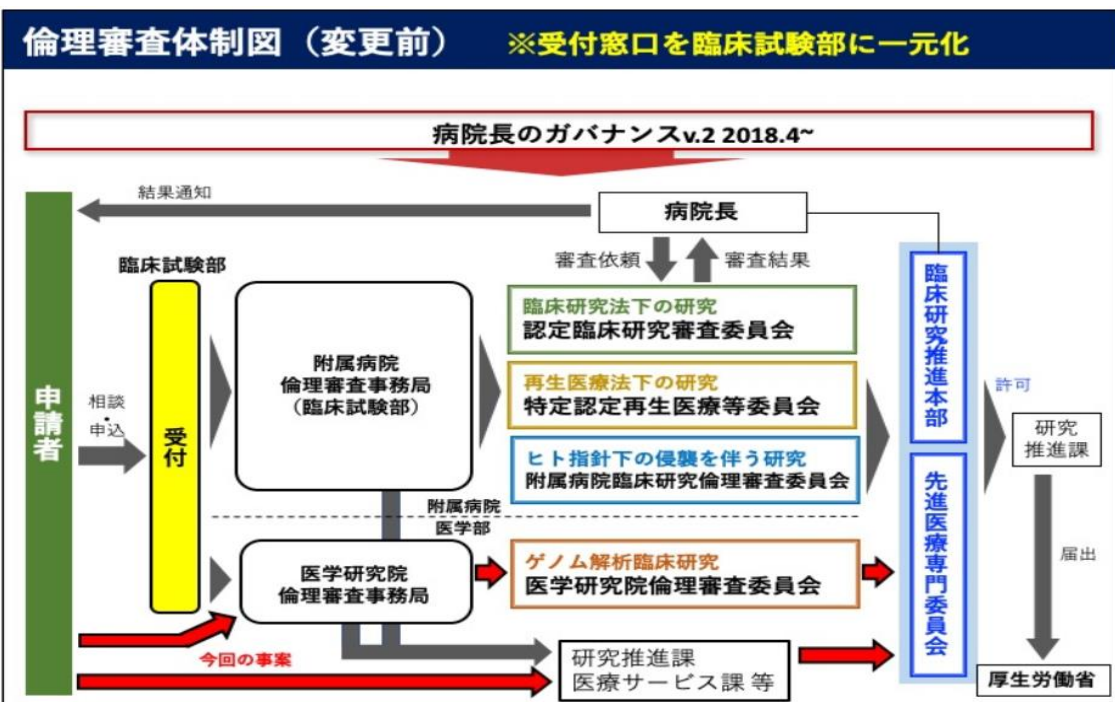 倫理審査体制図（変更前） ※受付窓口を臨床試験部に一元化
病院長のガバナンスv.2 2018.4~
結果通知
病院長
審査依頼
審査結果
臨床試験部
申請者
相談
・
申込
受付
附属病院
倫理審査事務局
（臨床試験部）
臨床研究法下の研究
認定臨床研究審査委員会
再生医療法下の研究
特定認定再生医療等委員会
ヒト指針下の侵襲を伴う研究
附属病院臨床研究倫理審査委員会
附属病院
医学部
医学研究院
倫理審査事務局
ゲノム解析臨床研究
医学研究院倫理審査委員会
今回の事案
研究推進課
医療サービス課 等
臨床研究推進本部
先進医療専門委員会
許可
研究
推進課
届出
厚生労働省